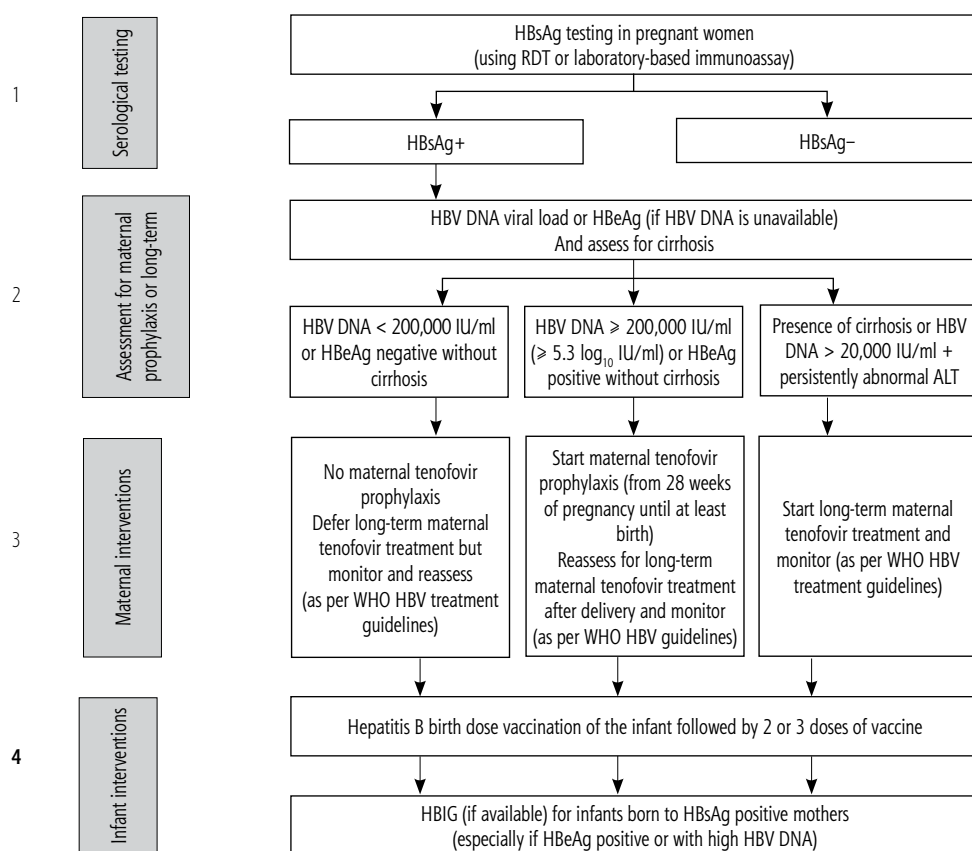 1
Serological testing
HBsAg testing in pregnant women
(using RDT or laboratory-based immunoassay)
HBsAg+
HBsAg−
2
Assessment for maternal
prophylaxis or long-term
HBV DNA viral load or HBeAg (if HBV DNA is unavailable)
And assess for cirrhosis
HBV DNA < 200,000 IU/ml
or HBeAg negative without
cirrhosis
HBV DNA ⩾ 200,000 IU/ml
(⩾ 5.3 log₁₀ IU/ml) or HBeAg
positive without cirrhosis
Presence of cirrhosis or HBV
DNA > 20,000 IU/ml +
persistently abnormal ALT
3
Maternal interventions
No maternal tenofovir
prophylaxis
Defer long-term maternal
tenofovir treatment but
monitor and reassess
(as per WHO HBV treatment
guidelines)
Start maternal tenofovir
prophylaxis (from 28 weeks
of pregnancy until at least
birth)
Reassess for long-term
maternal tenofovir treatment
after delivery and monitor
(as per WHO HBV guidelines)
Start long-term maternal
tenofovir treatment and
monitor (as per WHO HBV
treatment guidelines)
4
Infant interventions
Hepatitis B birth dose vaccination of the infant followed by 2 or 3 doses of vaccine
HBIG (if available) for infants born to HBsAg positive mothers
(especially if HBeAg positive or with high HBV DNA)